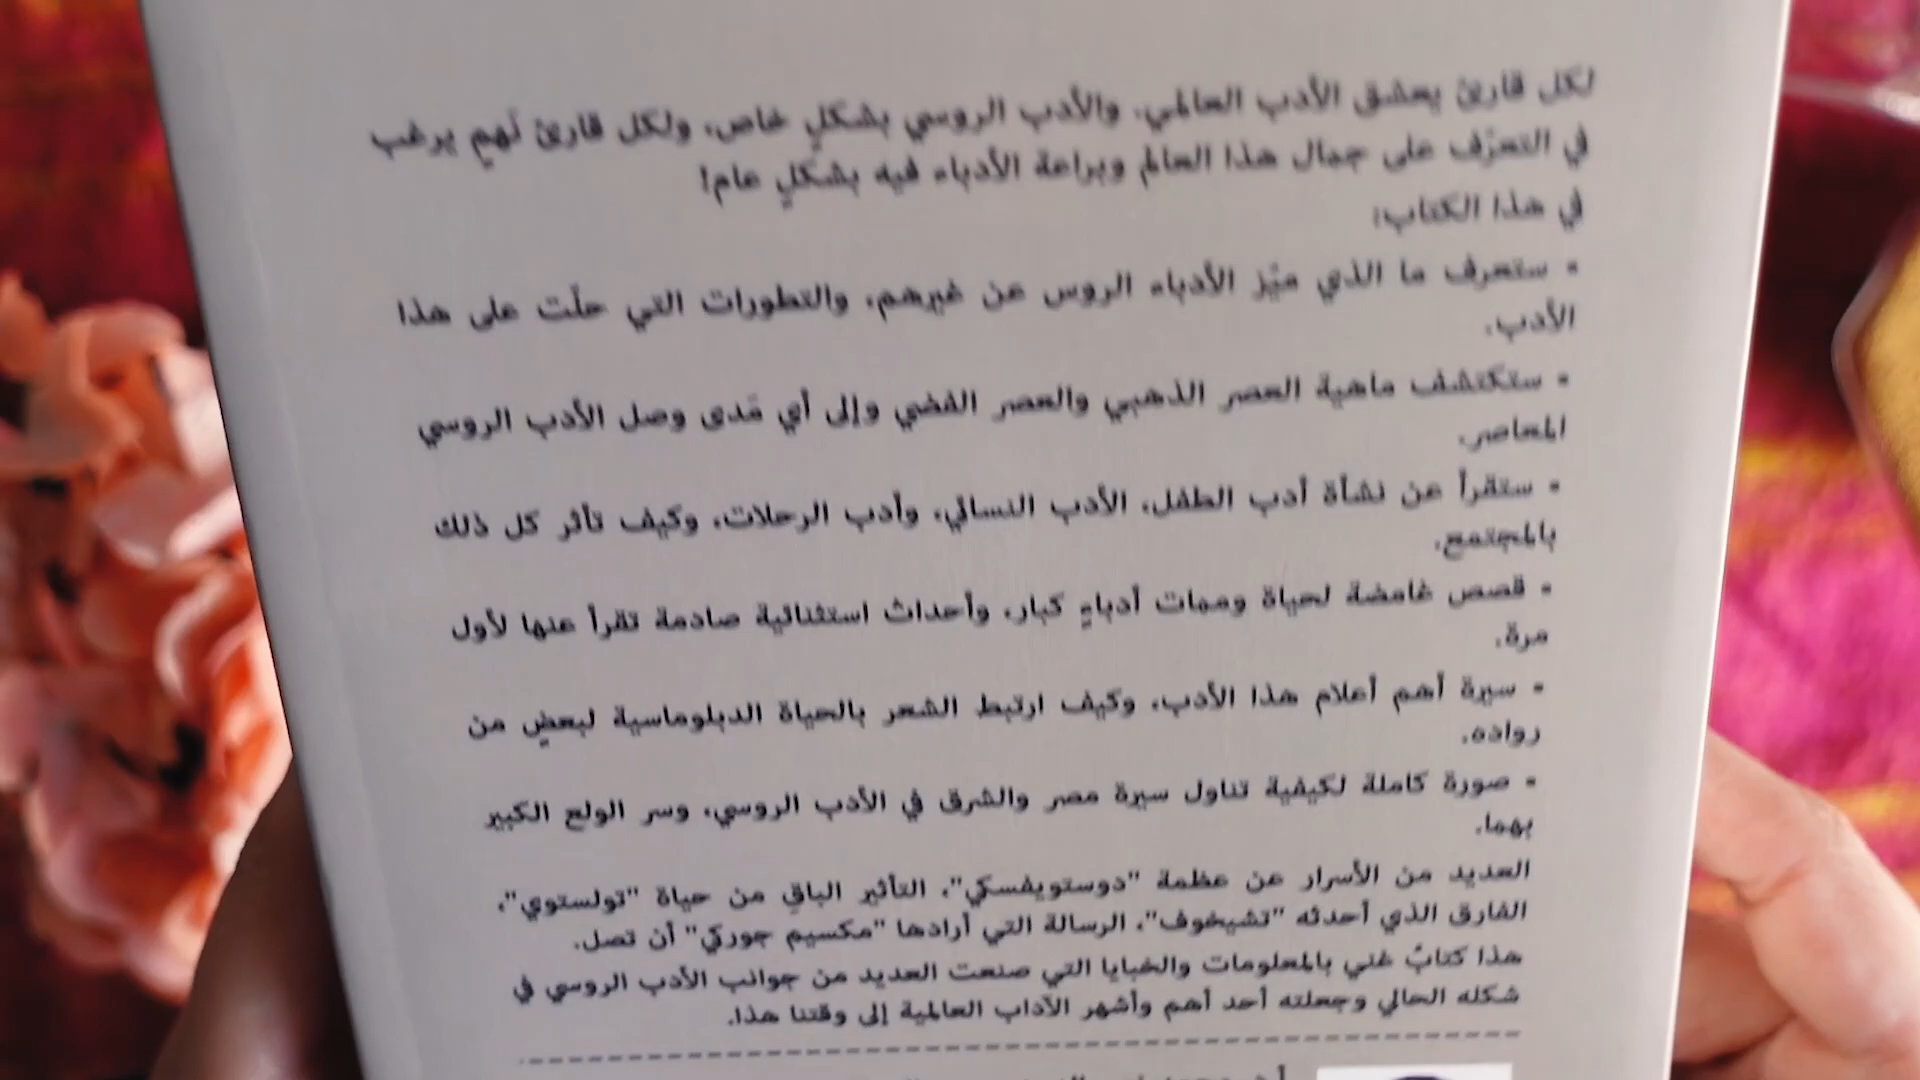 لكل قارئ يعشق الأدب العالمي، والأدب الروسي بشكلٍ خاص، ولكل قارئ نَهِمٍ يرغب
في التعرّف على جمال هذا العالم وبراعة الأدباء فيه بشكلٍ عام!
في هذا الكتاب:
- ستعرف ما الذي ميّز الأدباء الروس عن غيرهم، والتطورات التي حلّت على هذا
الأدب.
- ستكتشف ماهية العصر الذهبي والعصر الفضي وإلى أي مَدى وصل الأدب الروسي
المعاصر.
- ستقرأ عن نشأة أدب الطفل، الأدب النسائي، وأدب الرحلات، وكيف تأثر كل ذلك
بالمجتمع.
- قصص غامضة لحياة وممات أدباءٍ كبار، وأحداث استثنائية صادمة تقرأ عنها لأول
مرة.
- سيرة أهم أعلام هذا الأدب، وكيف ارتبط الشعر بالحياة الدبلوماسية لبعضٍ من
رواده.
- صورة كاملة لكيفية تناول سيرة مصر والشرق في الأدب الروسي، وسر الولع الكبير
بهما.
العديد من الأسرار عن عظمة "دوستويفسكي"، التأثير الباقِ من حياة "تولستوي"،
الفارق الذي أحدثه "تشيخوف"، الرسالة التي أرادها "مكسيم جوركي" أن تصل.
هذا كتابٌ غني بالمعلومات والخبايا التي صنعت العديد من جوانب الأدب الروسي في
شكله الحالي وجعلته أحد أهم وأشهر الآداب العالمية إلى وقتنا هذا.